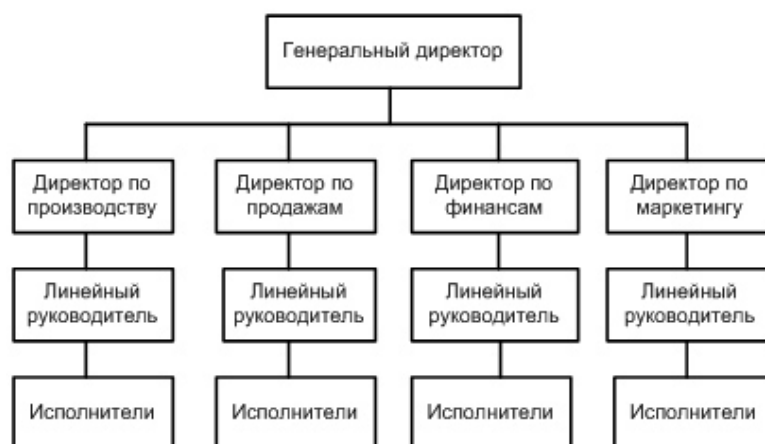 Генеральный директор
Директор по
производству
Директор по
продажам
Директор по
финансам
Директор по
маркетингу
Линейный
руководитель
Линейный
руководитель
Линейный
руководитель
Линейный
руководитель
Исполнители
Исполнители
Исполнители
Исполнители